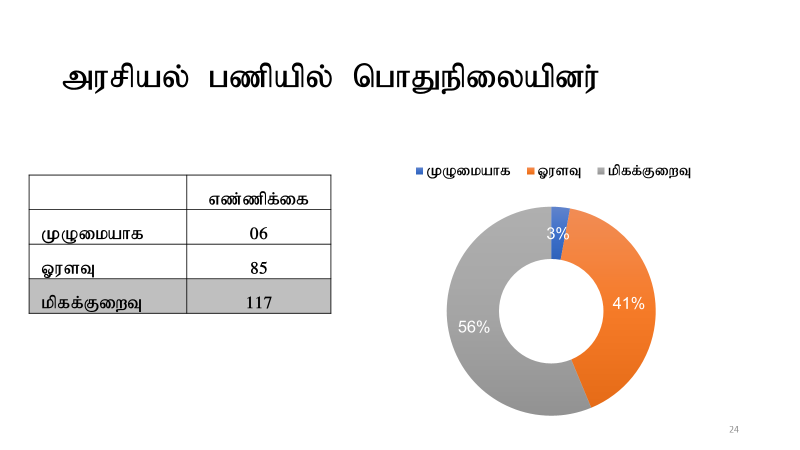 அரசியல் பணியில் பொதுநிலையினர்
எண்ணிக்கை
முழுமையாக 06
ஓரளவு 85
மிகக்குறைவு 117
முழுமையாக ஓரளவு மிகக்குறைவு
3%
41%
56%
24